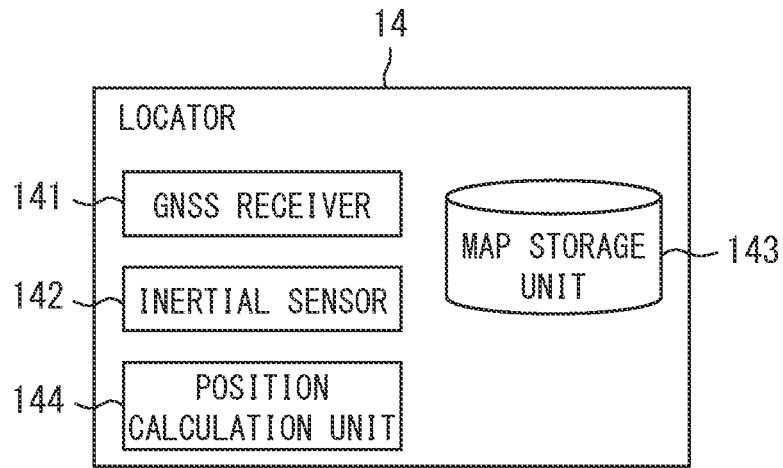 14
LOCATOR
141
GNSS RECEIVER
142
INERTIAL SENSOR
144
POSITION
CALCULATION UNIT
MAP STORAGE
UNIT
143